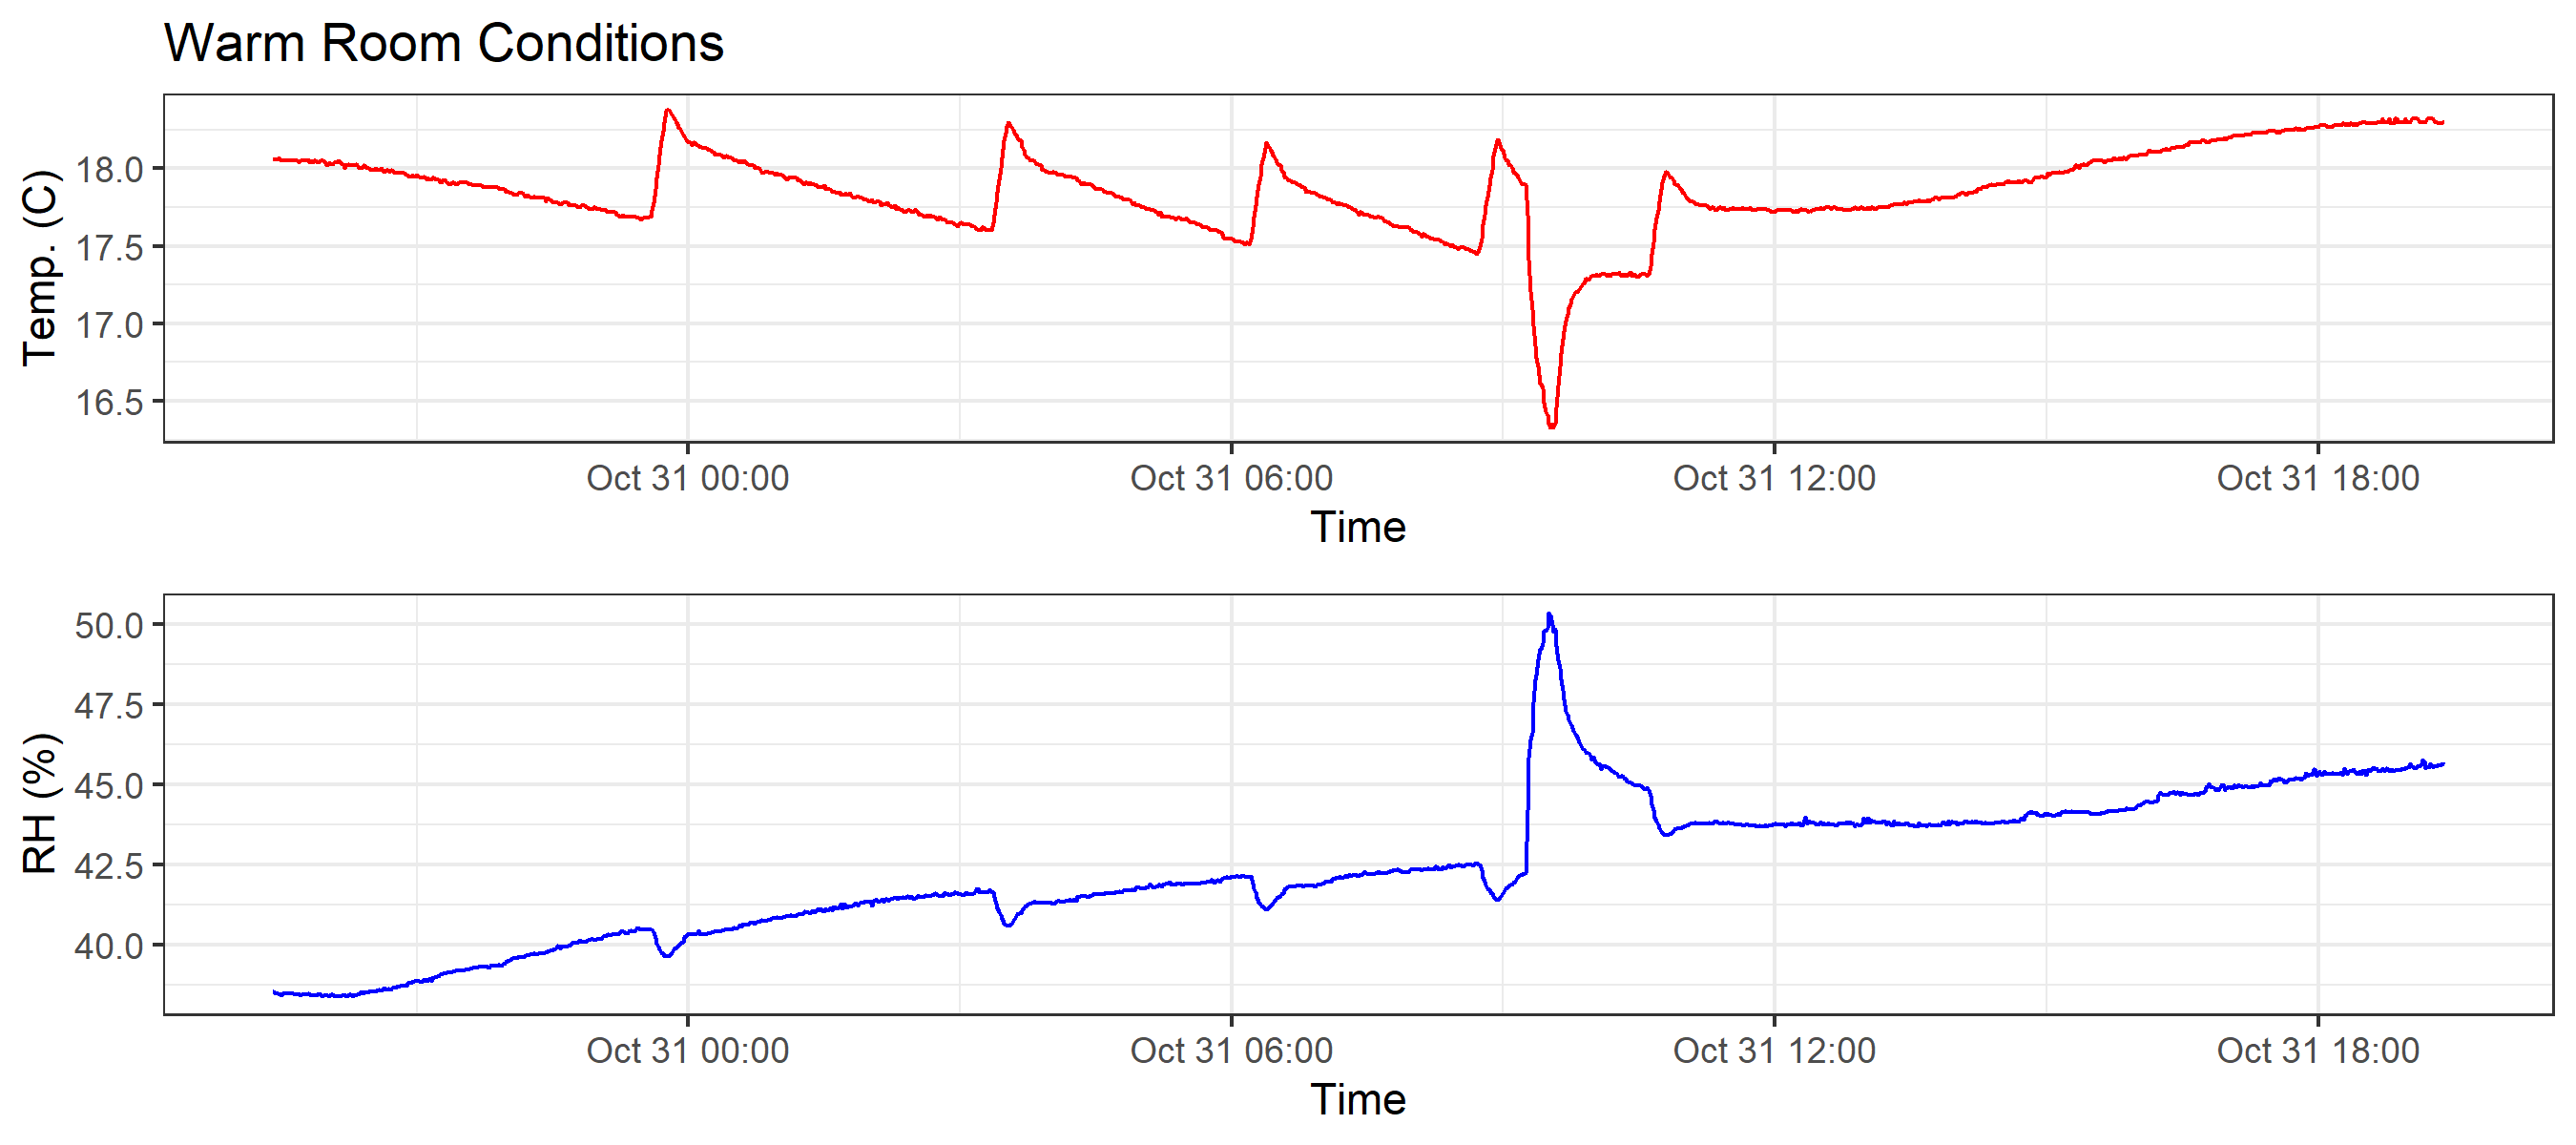 Warm Room Conditions
Temp. (C)
18.0
17.5
17.0
16.5
Oct 31 00:00 Oct 31 06:00 Oct 31 12:00 Oct 31 18:00
Time
RH (%)
50.0
47.5
45.0
42.5
40.0
Oct 31 00:00 Oct 31 06:00 Oct 31 12:00 Oct 31 18:00
Time